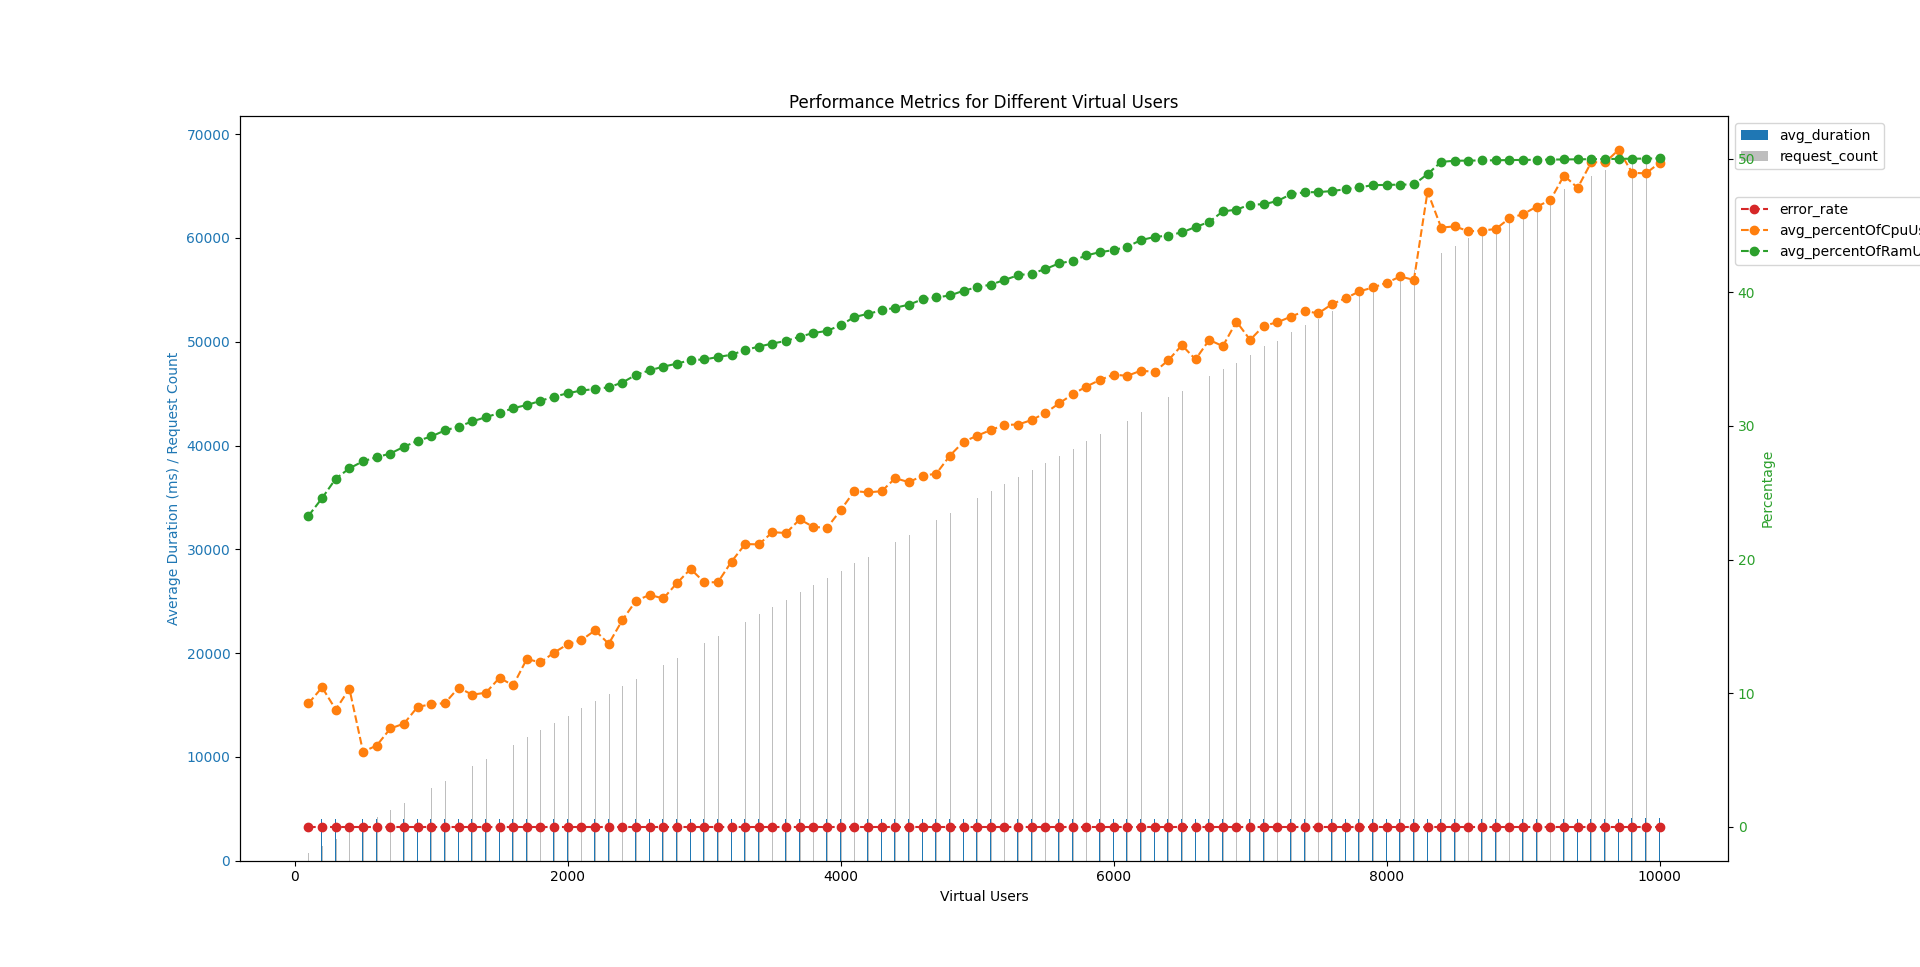 Performance Metrics for Different Virtual Users
70000
60000
50000
40000
30000
20000
10000
0
Average Duration (ms) / Request Count
0
2000
4000
6000
8000
10000
Virtual Users
50
40
30
20
10
0
Percentage
avg_duration
request_count
error_rate
avg_percentOfCpuUs
avg_percentOfRamU